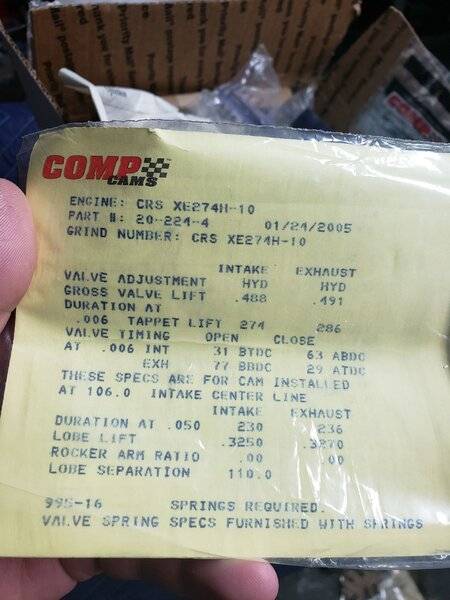 COMP
CAMS
ENGINE: CRS XE274H-10
PART #: 20-224-4 01/24/2005
GRIND NUMBER: CRS XE274H-10
INTAKE EXHAUST
VALVE ADJUSTMENT HYD HYD
GROSS VALVE LIFT .488 .491
DURATION AT
.006 TAPPET LIFT 274 286
VALVE TIMING OPEN CLOSE
AT .006 INT 31 BTDC 63 ABDC
EXH 77 BBDC 29 ATDC
THESE SPECS ARE FOR CAM INSTALLED
AT 106.0 INTAKE CENTER LINE
INTAKE EXHAUST
DURATION AT .050 230 236
LOBE LIFT .3250 .3270
ROCKER ARM RATIO .00 .00
LOBE SEPARATION 110.0
995-16 SPRINGS REQUIRED.
VALVE SPRING SPECS FURNISHED WITH SPRINGS
COMP